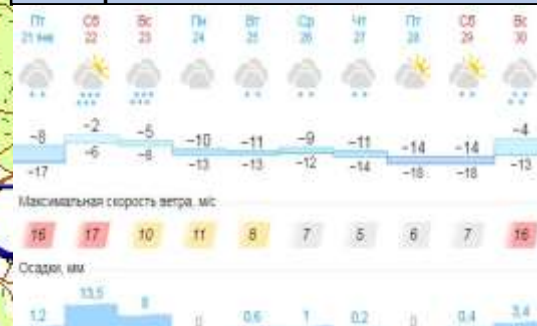 Пт Сб Вс Пн Вт Ср Чт Пт Сб Вс
21 янв 22 23 24 25 26 27 28 29 30
-8 -2 -5 -10 -11 -9 -11 -14 -14 -4
-17 -6 -8 -13 -13 -12 -14 -18 -18 -13
Максимальная скорость ветра, м/с
16 17 10 11 8 7 5 6 7 16
Осадки, мм
1,2 13,5 8 0 0,6 1 0,2 0 0,4 3,4